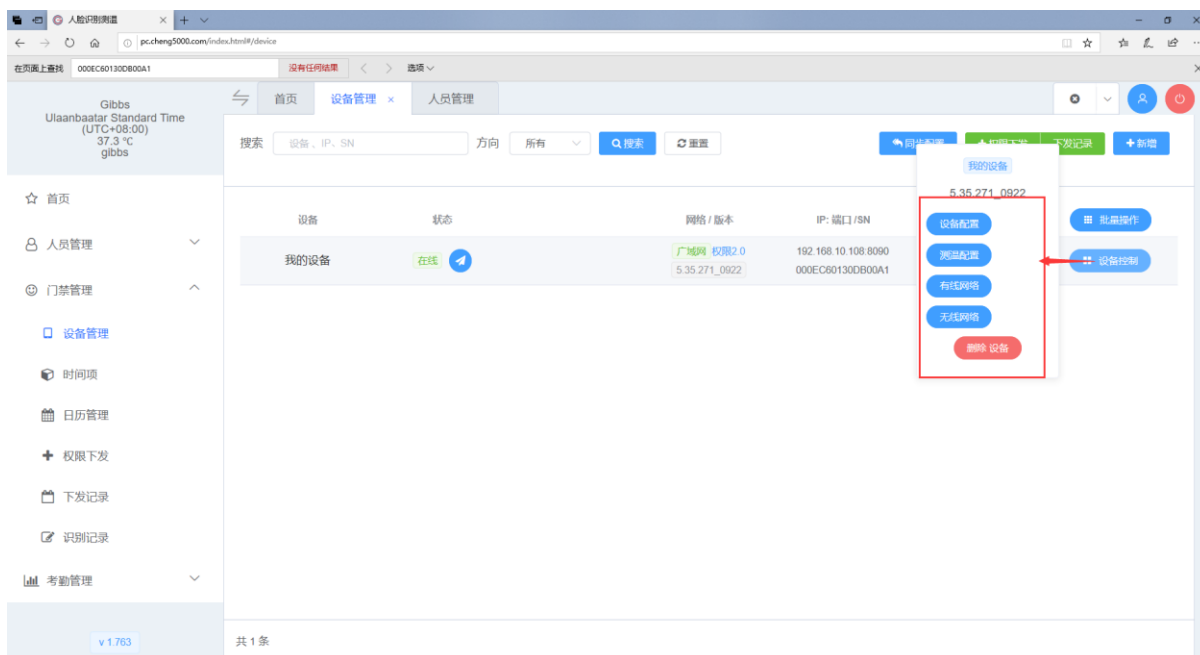 人脸识别测温
pc.cheng5000.com/index.html#/device
在页面上查找 000EC60130DB00A1 没有任何结果 选项
Gibbs
Ulaanbaatar Standard Time
(UTC+08:00)
37.3 ℃
gibbs
首页 设备管理 × 人员管理
搜索 设备、IP、SN 方向 所有 搜索 重置 同步配置 权限下发 下发记录 新增
我的设备
5.35.271_0922
首页
设备 状态 网络 / 版本 IP: 端口 /SN 设备配置 批量操作
人员管理
我的设备 在线 广域网 权限2.0 192.168.10.108:8090 测温配置 设备控制
5.35.271_0922 000EC60130DB00A1
门禁管理 有线网络
无线网络
设备管理 删除 设备
时间项
日历管理
权限下发
下发记录
识别记录
考勤管理
v 1.763 共 1 条